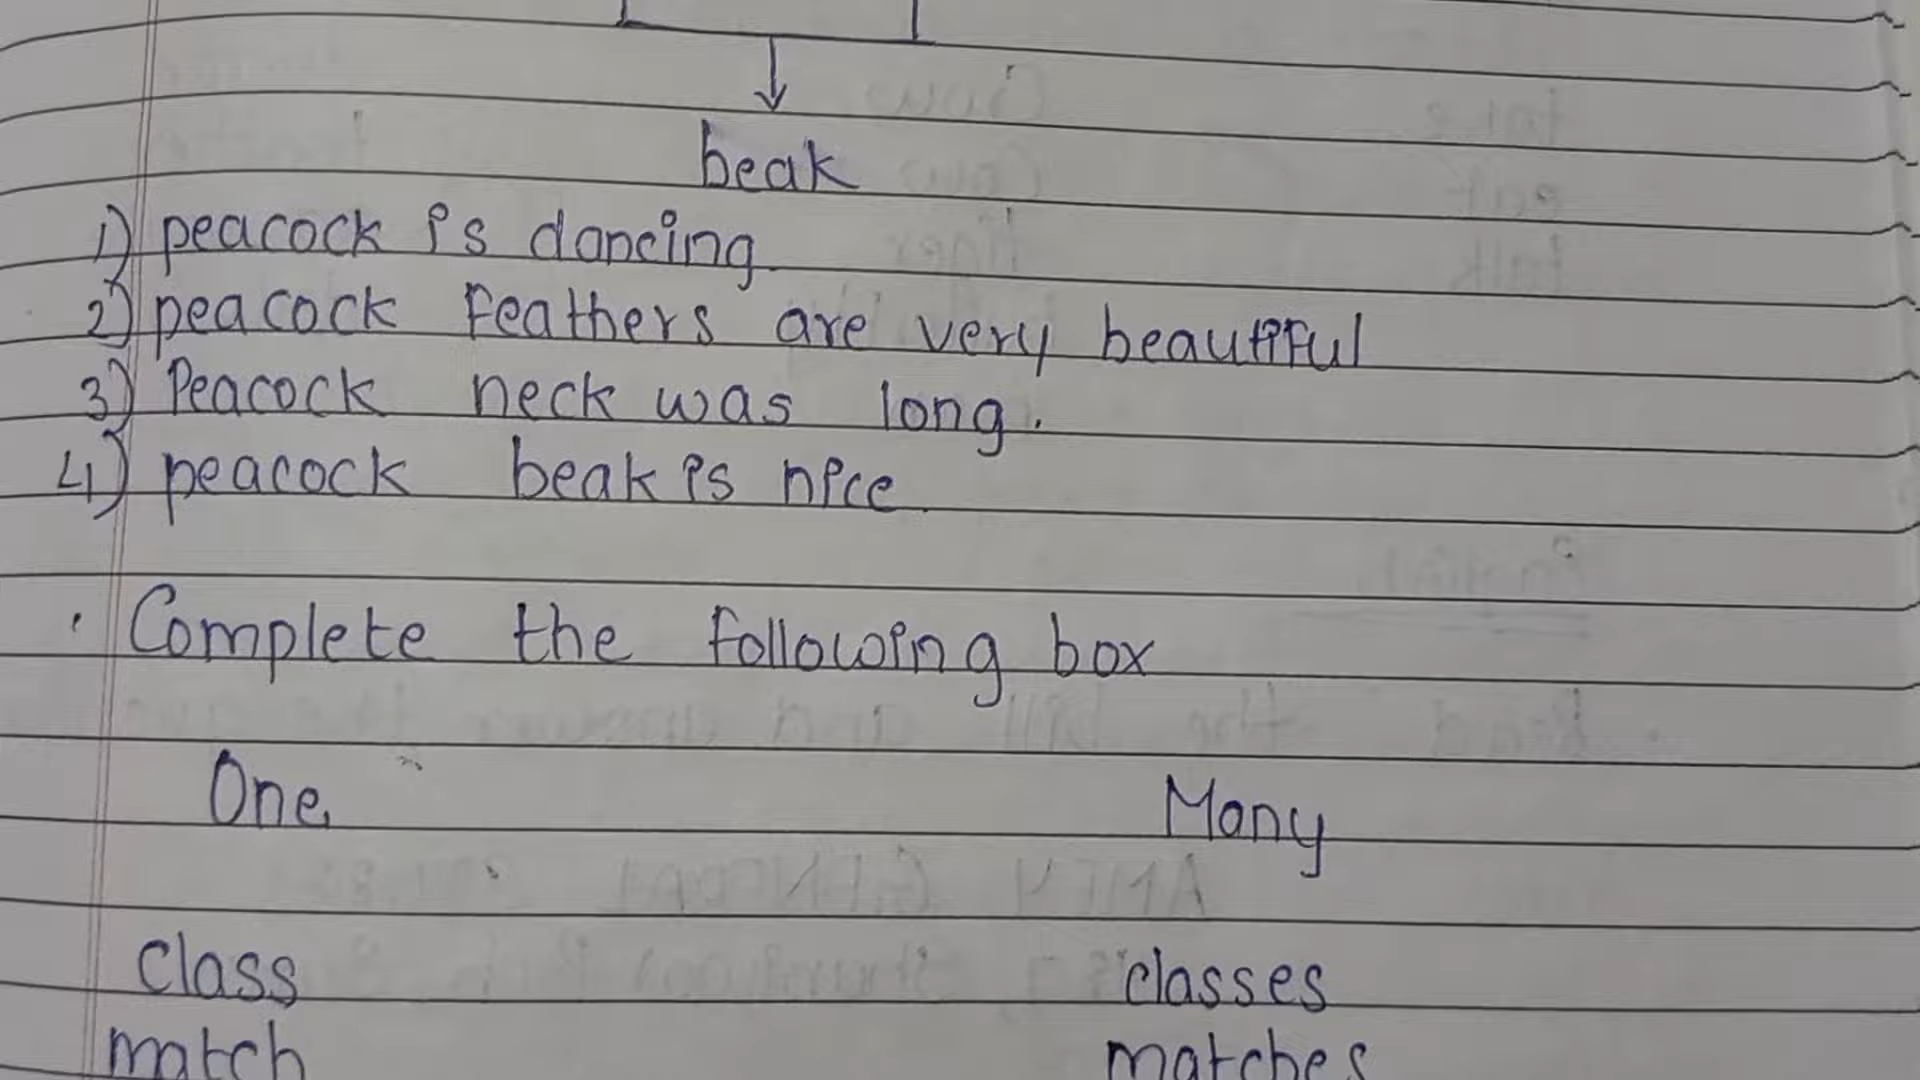 beak
1) peacock is dancing
2) peacock feathers are very beautiful
3) Peacock neck was long.
4) peacock beak is nice.
. Complete the following box
One Many
class classes
match matches